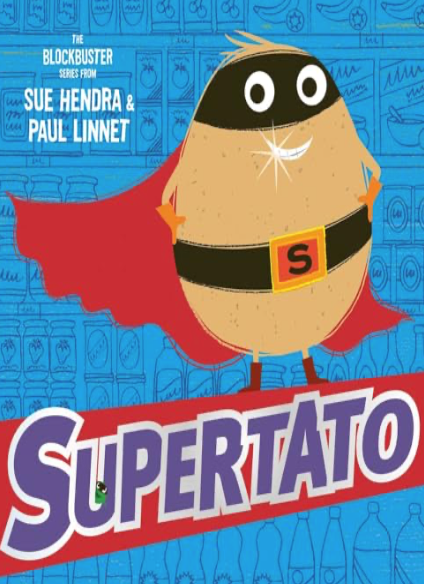 THE
BLOCKBUSTER
SERIES FROM
SUE HENDRA &
PAUL LINNET
S
SUPERTATO